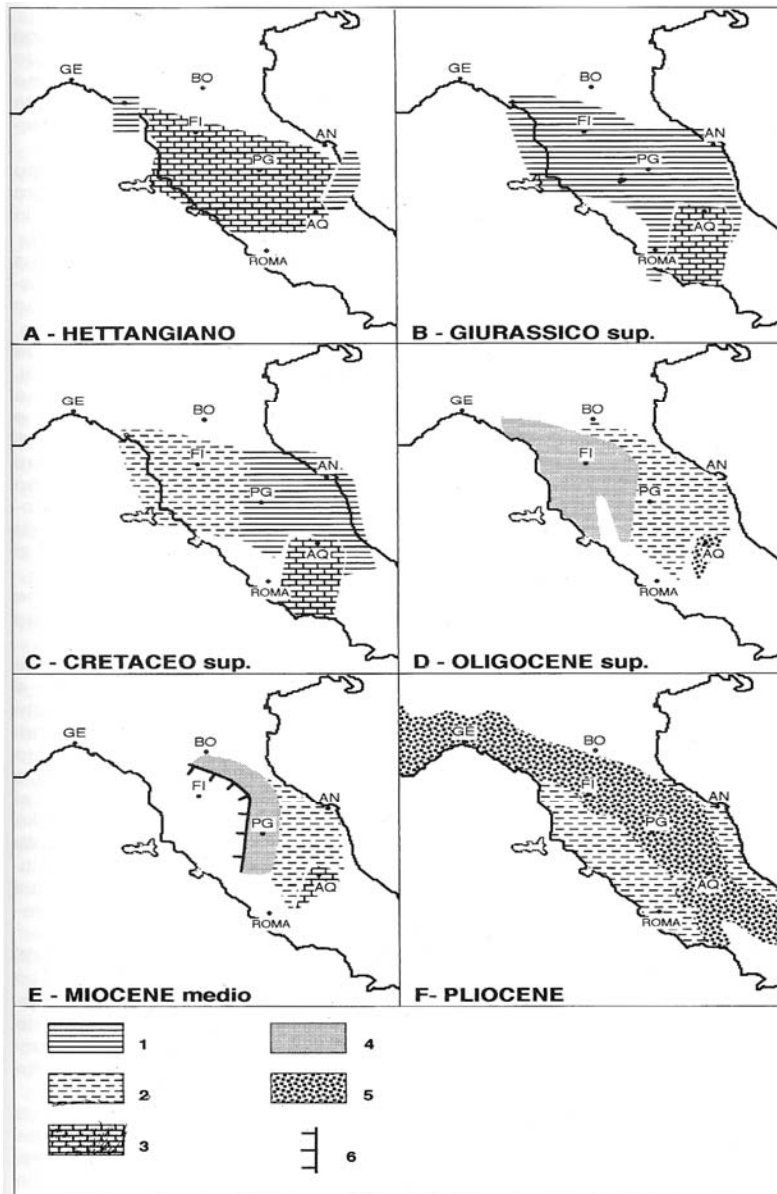 GE
BO
FI
AN
PG
AQ
ROMA
A - HETTANGIANO
GE
BO
FI
AN
PG
AQ
ROMA
B - GIURASSICO sup.
GE
BO
FI
AN
PG
AQ
ROMA
C - CRETACEO sup.
GE
BO
FI
AN
PG
AQ
ROMA
D - OLIGOCENE sup.
GE
BO
FI
AN
PG
AQ
ROMA
E - MIOCENE medio
GE
BO
FI
AN
PG
AQ
ROMA
F- PLIOCENE
1
4
2
5
3
6